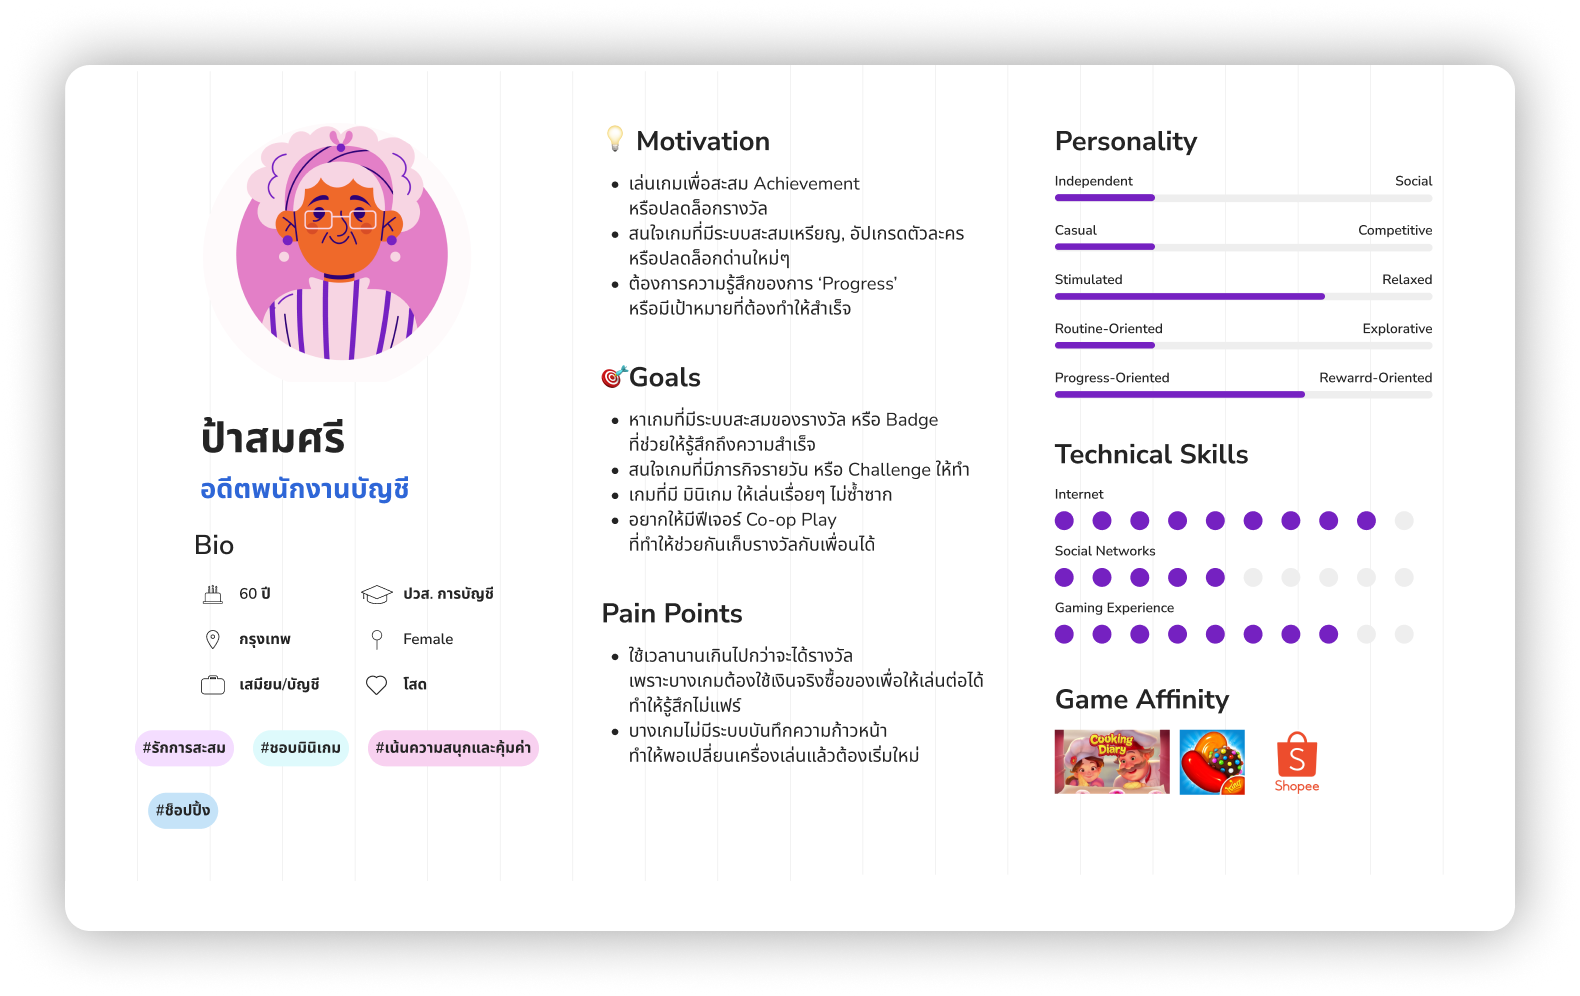 ป้าสมศรี
อดีตพนักงานบัญชี
Bio
60 ปี
ปวส. การบัญชี
กรุงเทพ
Female
เสมียน/บัญชี
โสด
#รักการสะสม
#ชอบมินิเกม
#เน้นความสนุกและคุ้มค่า
#ช็อปปิ้ง
Motivation
เล่นเกมเพื่อสะสม Achievement
หรือปลดล็อกรางวัล
สนใจเกมที่มีระบบสะสมเหรียญ, อัปเกรดตัวละคร
หรือปลดล็อกด่านใหม่ๆ
ต้องการความรู้สึกของการ ‘Progress’
หรือมีเป้าหมายที่ต้องทำให้สำเร็จ
Goals
หาเกมที่มีระบบสะสมของรางวัล หรือ Badge
ที่ช่วยให้รู้สึกถึงความสำเร็จ
สนใจเกมที่มีภารกิจรายวัน หรือ Challenge ให้ทำ
เกมที่มี มินิเกม ให้เล่นเรื่อยๆ ไม่ซ้ำซาก
อยากให้มีฟีเจอร์ Co-op Play
ที่ทำให้ช่วยกันเก็บรางวัลกับเพื่อนได้
Pain Points
ใช้เวลานานเกินไปกว่าจะได้รางวัล
เพราะบางเกมต้องใช้เงินจริงซื้อของเพื่อให้เล่นต่อได้
ทำให้รู้สึกไม่แฟร์
บางเกมไม่มีระบบบันทึกความก้าวหน้า
ทำให้พอเปลี่ยนเครื่องเล่นแล้วต้องเริ่มใหม่
Personality
Independent Social
Casual Competitive
Stimulated Relaxed
Routine-Oriented Explorative
Progress-Oriented Rewarrd-Oriented
Technical Skills
Internet
Social Networks
Gaming Experience
Game Affinity
Cooking
Diary
King
S
Shopee